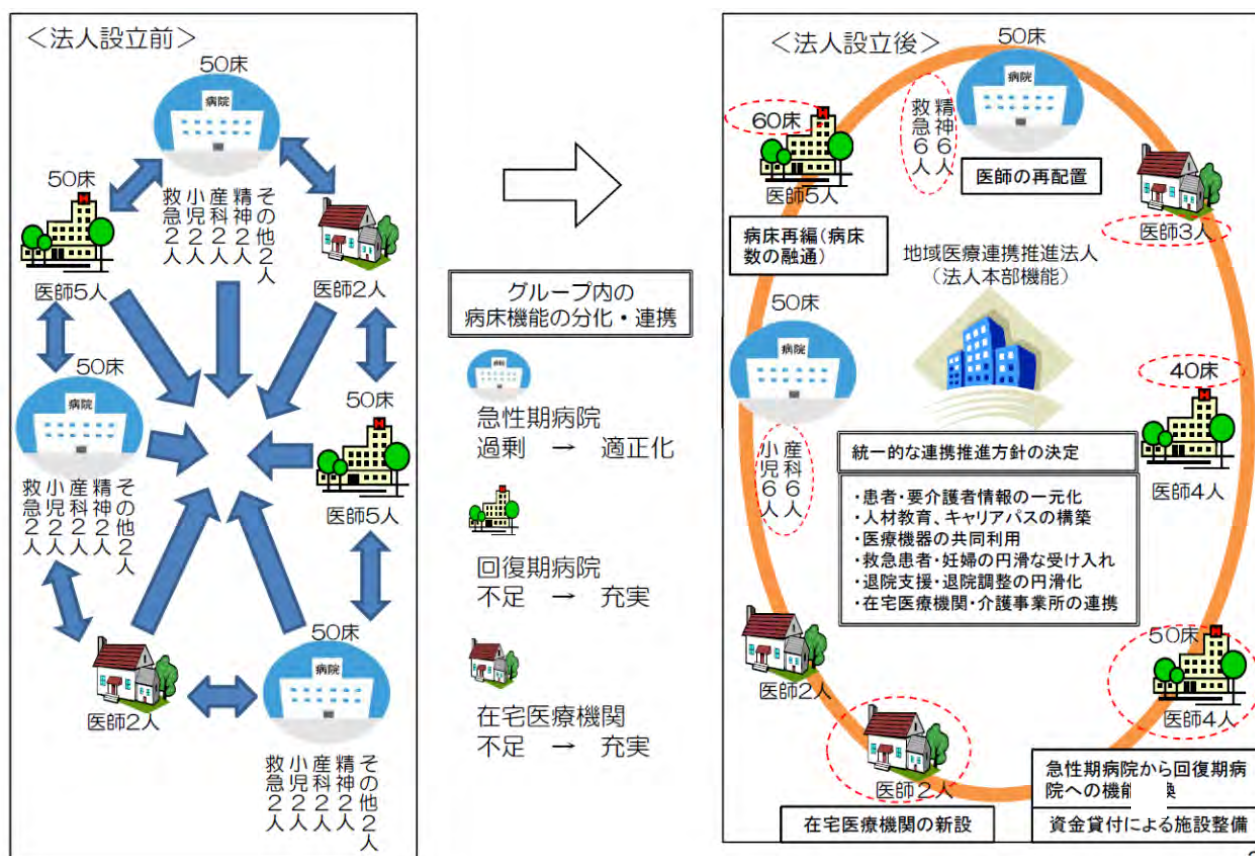 <法人設立前>
50床
病院
救急2人
小児2人
産科2人
精神2人
その他2人
50床
医師5人
医師2人
50床
病院
救急2人
小児2人
産科2人
精神2人
その他2人
50床
医師5人
医師2人
50床
病院
救急2人
小児2人
産科2人
精神2人
その他2人
グループ内の
病床機能の分化・連携
急性期病院
過剰 → 適正化
回復期病院
不足 → 充実
在宅医療機関
不足 → 充実
<法人設立後>
50床
病院
救急6人
精神6人
医師の再配置
60床
医師5人
病床再編(病床
数の融通)
医師3人
地域医療連携推進法人
(法人本部機能)
50床
病院
小児6人
産科6人
40床
医師4人
統一的な連携推進方針の決定
・患者・要介護者情報の一元化
・人材教育、キャリアパスの構築
・医療機器の共同利用
・救急患者・妊婦の円滑な受け入れ
・退院支援・退院調整の円滑化
・在宅医療機関・介護事業所の連携
医師2人
50床
医師4人
医師2人
在宅医療機関の新設
急性期病院から回復期病
院への機能換
資金貸付による施設整備